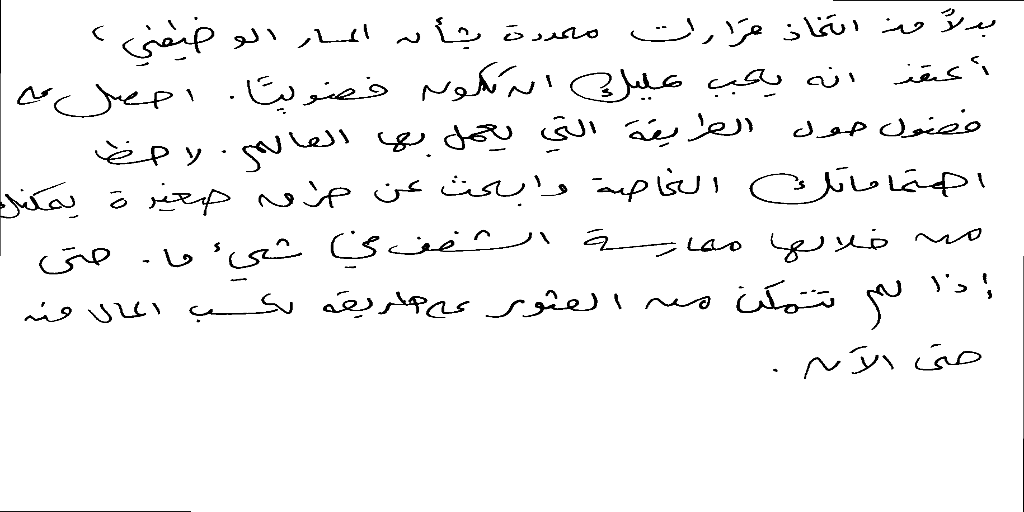 بدلاً من اتخاذ قرارات محددة بشأن المسار الوظيفي،
أعتقد انه يجب عليك ان تكون فضوليًا. احصل على
فضول حول الطريقة التي يعمل بها العالم. لاحظ
اهتماماتك الخاصة وابحث عن طرق صغيرة يمكنك
من خلالها ممارسة الشغف في شيء ما. حتى
إذا لم تتمكن من العثور على طريقه لكسب المال منه
حتى الآن.